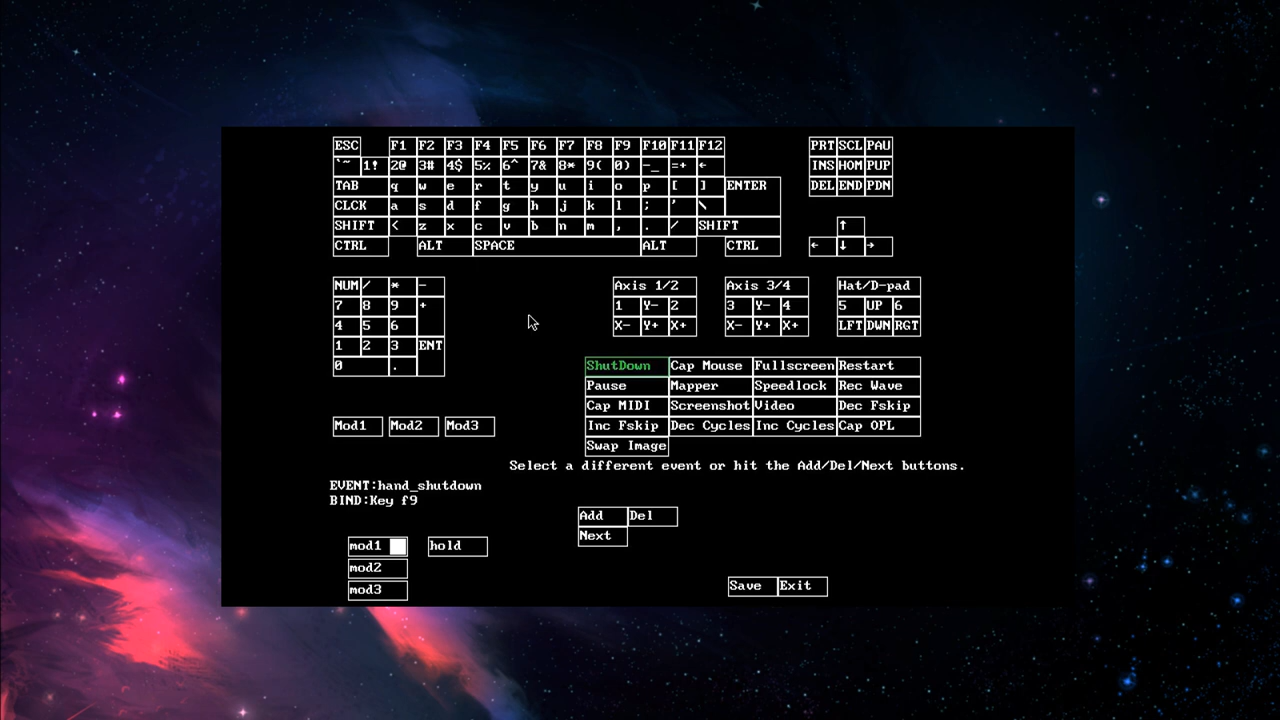 ESC F1 F2 F3 F4 F5 F6 F7 F8 F9 F10 F11 F12 PRT SCL PAU
`~ 1! 2@ 3# 4$ 5% 6^ 7& 8* 9( 0) -_ =+ ← INS HOM PUP
TAB q w e r t y u i o p [ ] ENTER DEL END PDN
CLCK a s d f g h j k l ; ' \
SHIFT < z x c v b n m , . / SHIFT ↑
CTRL ALT SPACE ALT CTRL ← ↓ →
NUM / * - Axis 1/2 Axis 3/4 Hat/D-pad
7 8 9 + 1 Y- 2 3 Y- 4 5 UP 6
4 5 6 X- Y+ X+ X- Y+ X+ LFT DWN RGT
1 2 3 ENT
0 . ShutDown Cap Mouse Fullscreen Restart
Pause Mapper Speedlock Rec Wave
Cap MIDI Screenshot Video Dec Fskip
Mod1 Mod2 Mod3 Inc Fskip Dec Cycles Inc Cycles Cap OPL
Swap Image
Select a different event or hit the Add/Del/Next buttons.
EVENT:hand_shutdown
BIND:Key f9
Add Del
Next
mod1 hold
mod2
mod3
Save Exit